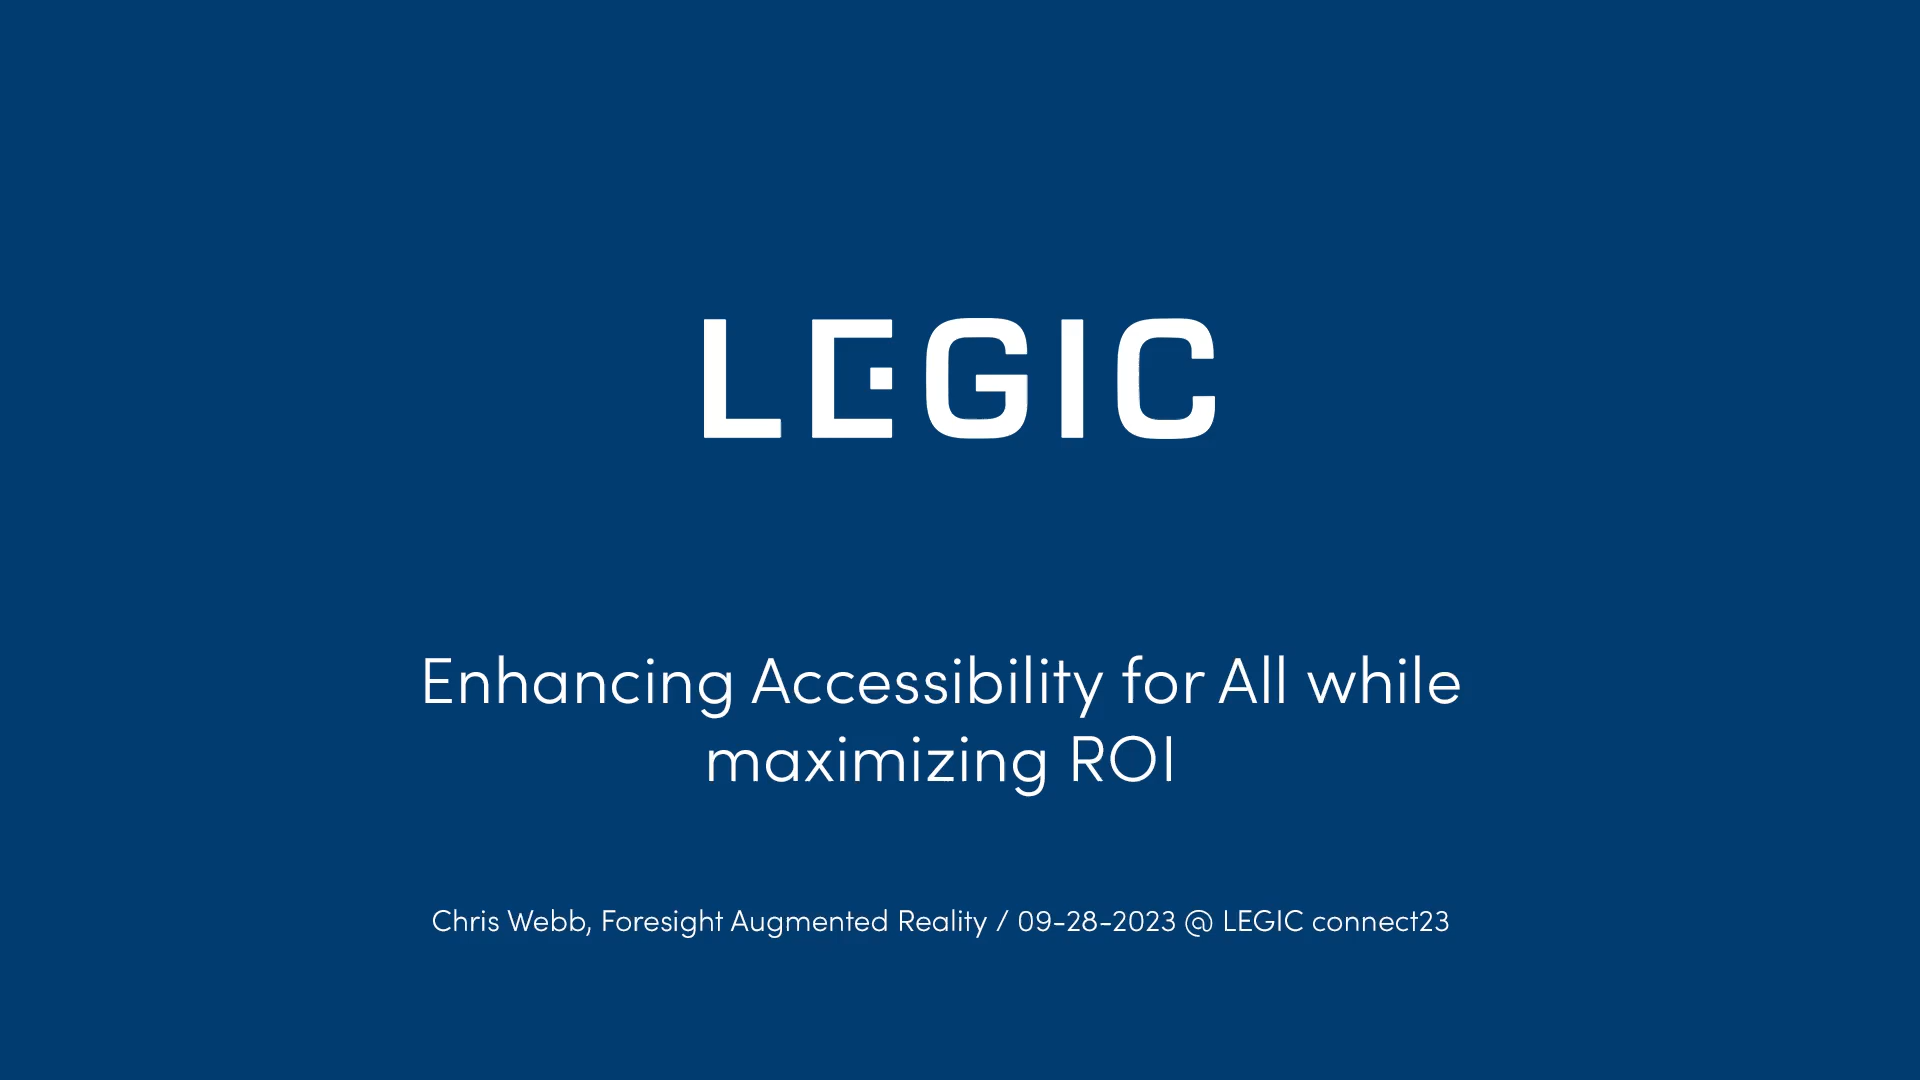 LEGIC
Enhancing Accessibility for All while
maximizing ROI
Chris Webb, Foresight Augmented Reality / 09-28-2023 @ LEGIC connect23